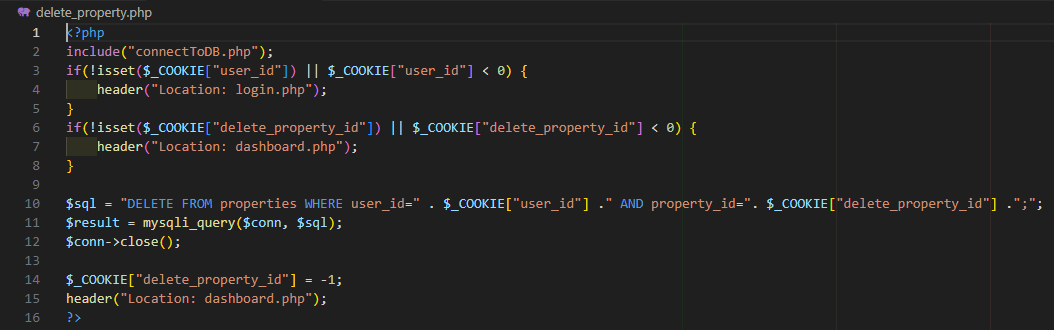 delete_property.php
1 <?php
2 include("connectToDB.php");
3 if(!isset($_COOKIE["user_id"]) || $_COOKIE["user_id"] < 0) {
4     header("Location: login.php");
5 }
6 if(!isset($_COOKIE["delete_property_id"]) || $_COOKIE["delete_property_id"] < 0) {
7     header("Location: dashboard.php");
8 }
9
10 $sql = "DELETE FROM properties WHERE user_id=" . $_COOKIE["user_id"] ." AND property_id=". $_COOKIE["delete_property_id"] .";";
11 $result = mysqli_query($conn, $sql);
12 $conn->close();
13
14 $_COOKIE["delete_property_id"] = -1;
15 header("Location: dashboard.php");
16 ?>